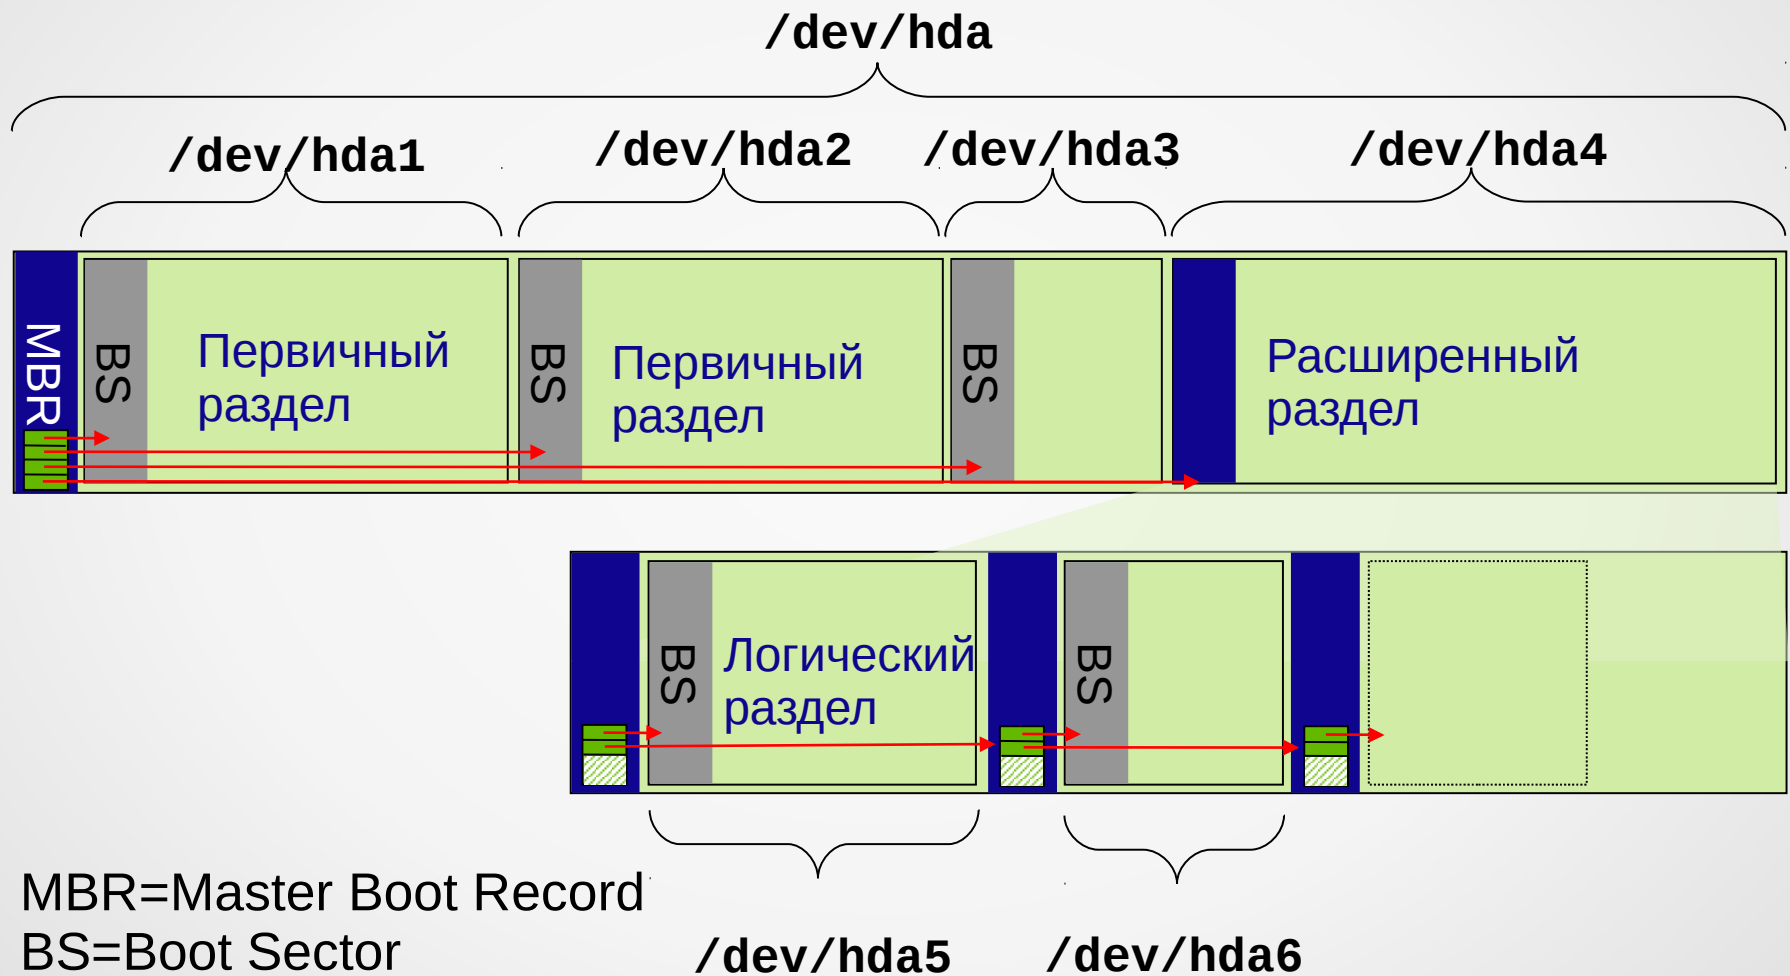 /dev/hda
/dev/hda1
/dev/hda2
/dev/hda3
/dev/hda4
MBR
BS
Первичный
раздел
BS
Первичный
раздел
BS
Расширенный
раздел
BS
Логический
раздел
BS
MBR=Master Boot Record
BS=Boot Sector
/dev/hda5
/dev/hda6